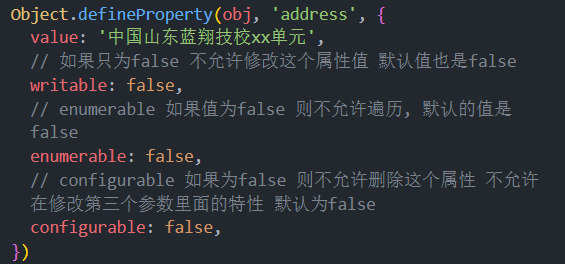 Object.defineProperty(obj, 'address', {
value: '中国山东蓝翔技校xx单元',
// 如果只为false 不允许修改这个属性值 默认值也是false
writable: false,
// enumerable 如果值为false 则不允许遍历, 默认的值是
false
enumerable: false,
// configurable 如果为false 则不允许删除这个属性 不允许
在修改第三个参数里面的特性 默认为false
configurable: false,
})